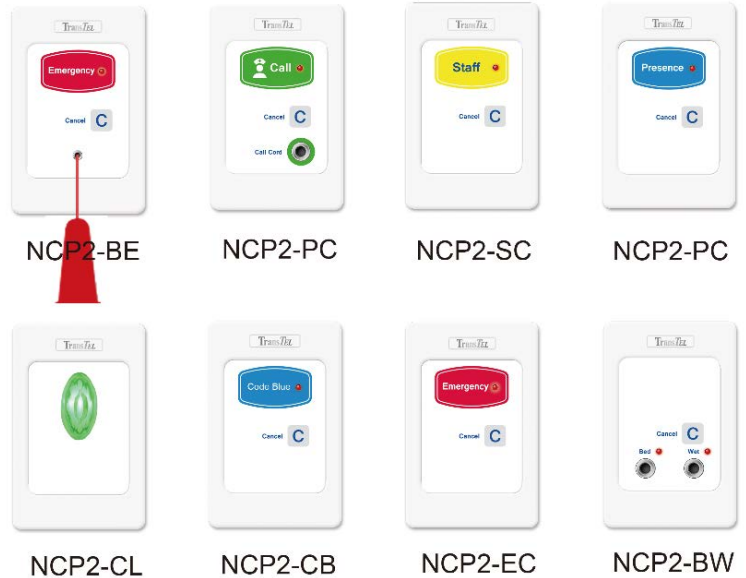 TransTel
Emergency
Cancel C
NCP2-BE
TransTel
Call
Cancel C
Call Cord
NCP2-PC
TransTel
Staff
Cancel C
NCP2-SC
TransTel
Presence
Cancel C
NCP2-PC
TransTel
NCP2-CL
TransTel
Code Blue
Cancel C
NCP2-CB
TransTel
Emergency
Cancel C
NCP2-EC
TransTel
Cancel C
Bed Wet
NCP2-BW